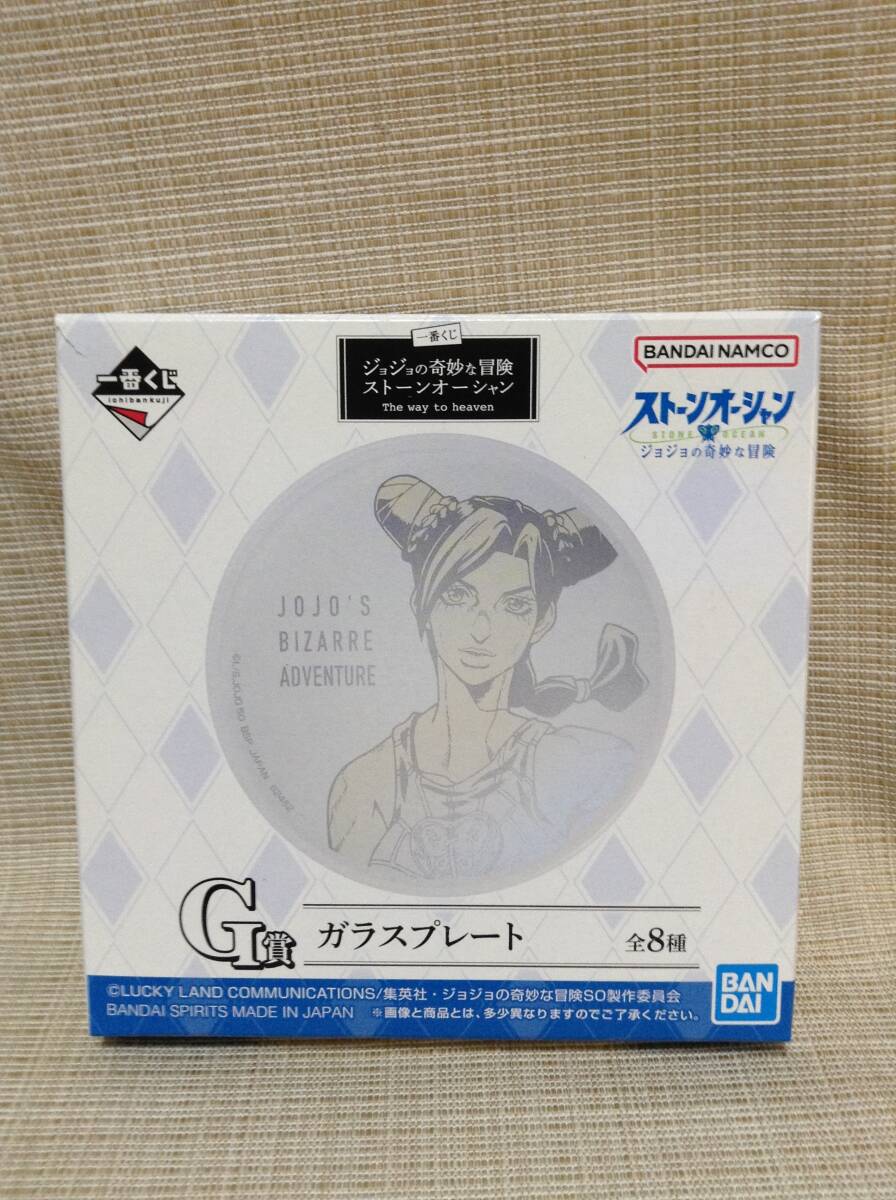 一番くじ
ichibankuji
一番くじ
ジョジョの奇妙な冒険
ストーンオーシャン
The way to heaven
BANDAI NAMCO
ストーンオーシャン
STONE OCEAN
ジョジョの奇妙な冒険
JOJO'S
BIZARRE
ADVENTURE
©L/S,JOJO SO BSP JAPAN
G賞
ガラスプレート
全8種
©LUCKY LAND COMMUNICATIONS/集英社・ジョジョの奇妙な冒険SO製作委員会
BANDAI SPIRITS MADE IN JAPAN ※画像と商品とは、多少異なりますのでご了承ください。
BAN
DAI